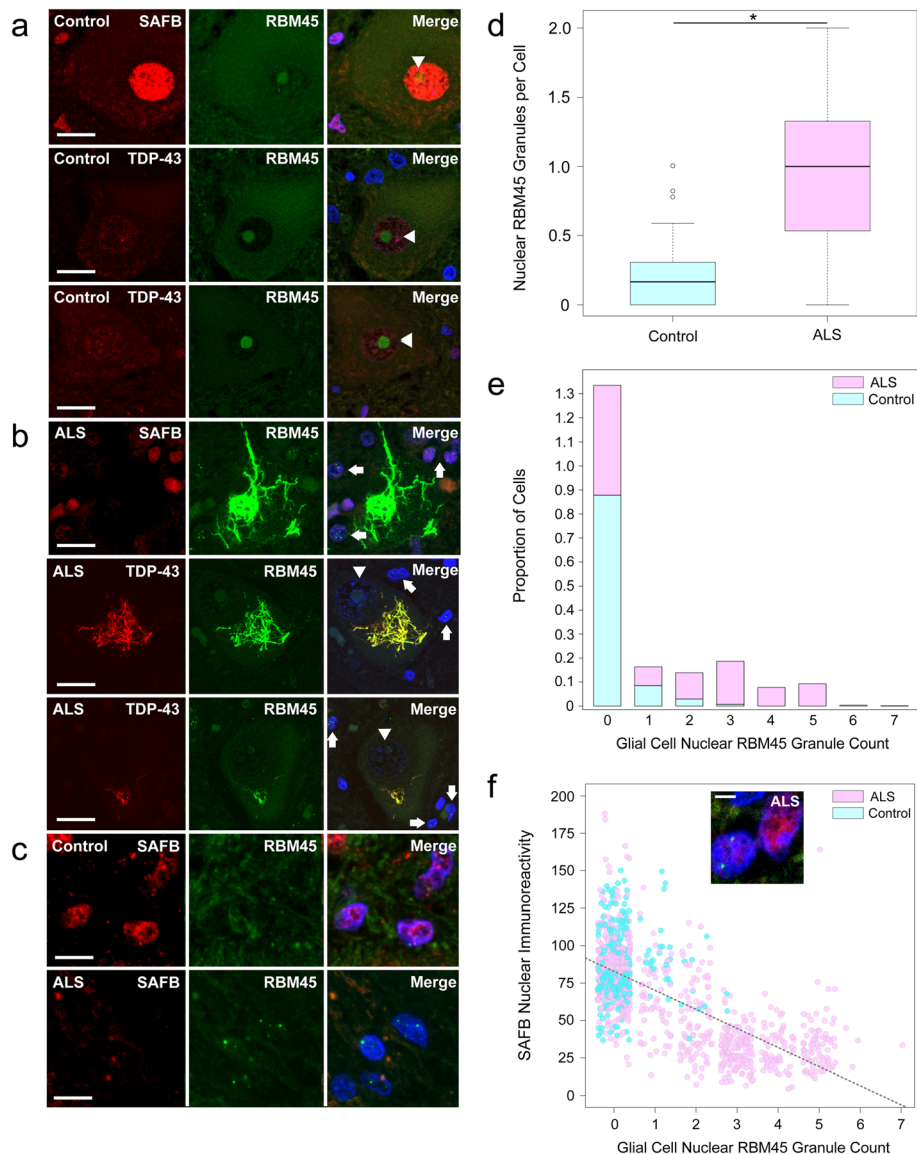 a
Control SAFB RBM45 Merge
Control TDP-43 RBM45 Merge
Control TDP-43 RBM45 Merge
b
ALS SAFB RBM45 Merge
ALS TDP-43 RBM45 Merge
ALS TDP-43 RBM45 Merge
c
Control SAFB RBM45 Merge
ALS SAFB RBM45 Merge
d
*
Nuclear RBM45 Granules per Cell
2.0
1.5
1.0
0.5
0
Control ALS
e
ALS
Control
Proportion of Cells
1.3
1.2
1.1
1.0
0.9
0.8
0.7
0.6
0.5
0.4
0.3
0.2
0.1
0
0 1 2 3 4 5 6 7
Glial Cell Nuclear RBM45 Granule Count
f
ALS
ALS
Control
SAFB Nuclear Immunoreactivity
200
175
150
125
100
75
50
25
0
0 1 2 3 4 5 6 7
Glial Cell Nuclear RBM45 Granule Count